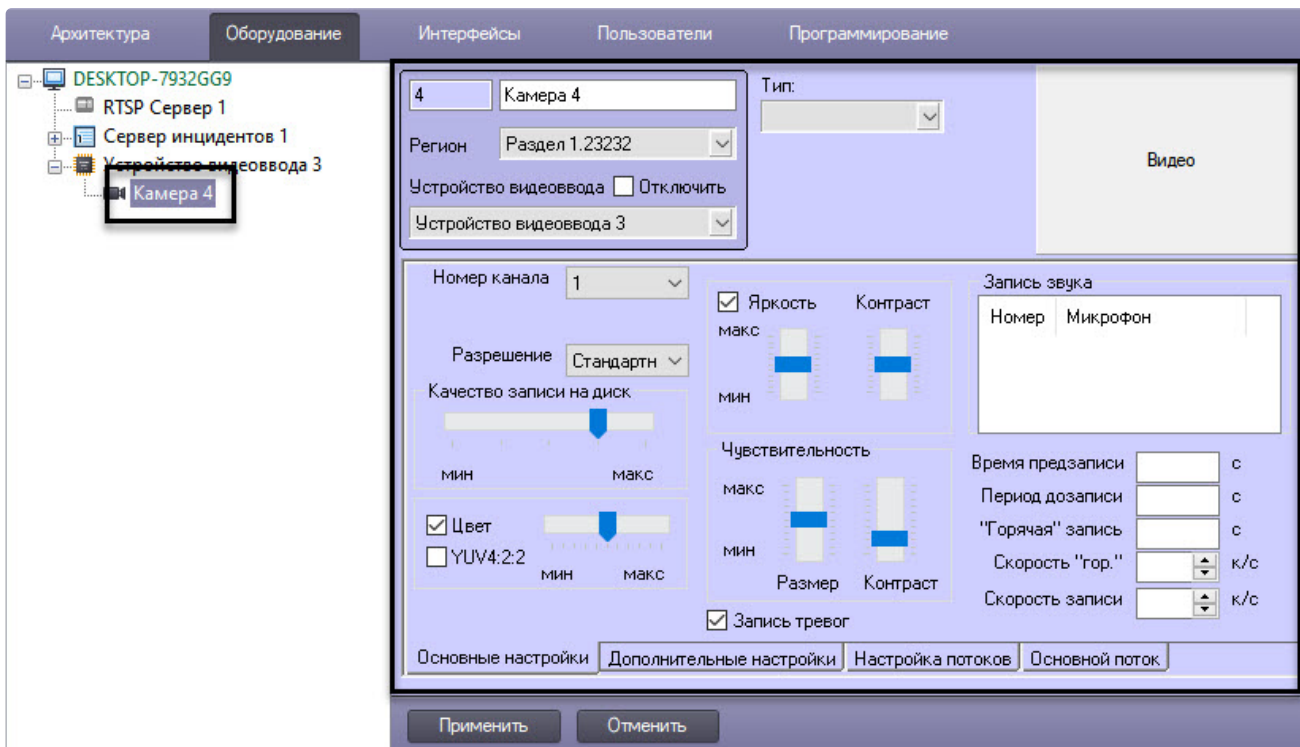 Архитектура Оборудование Интерфейсы Пользователи Программирование
DESKTOP-7932GG9
RTSP Сервер 1
Сервер инцидентов 1
Устройство видеоввода 3
Камера 4
4 Камера 4
Регион Раздел 1.23232
Устройство видеоввода Отключить
Устройство видеоввода 3
Тип:
Видео
Номер канала 1
Разрешение Стандартн
Качество записи на диск
мин макс
Цвет
YUV4:2:2
мин макс
Яркость Контраст
макс
мин
Чувствительность
макс
мин
Размер Контраст
Запись тревог
Запись звука
Номер Микрофон
Время предзаписи с
Период дозаписи с
"Горячая" запись с
Скорость "гор." к/с
Скорость записи к/с
Основные настройки Дополнительные настройки Настройка потоков Основной поток
Применить Отменить